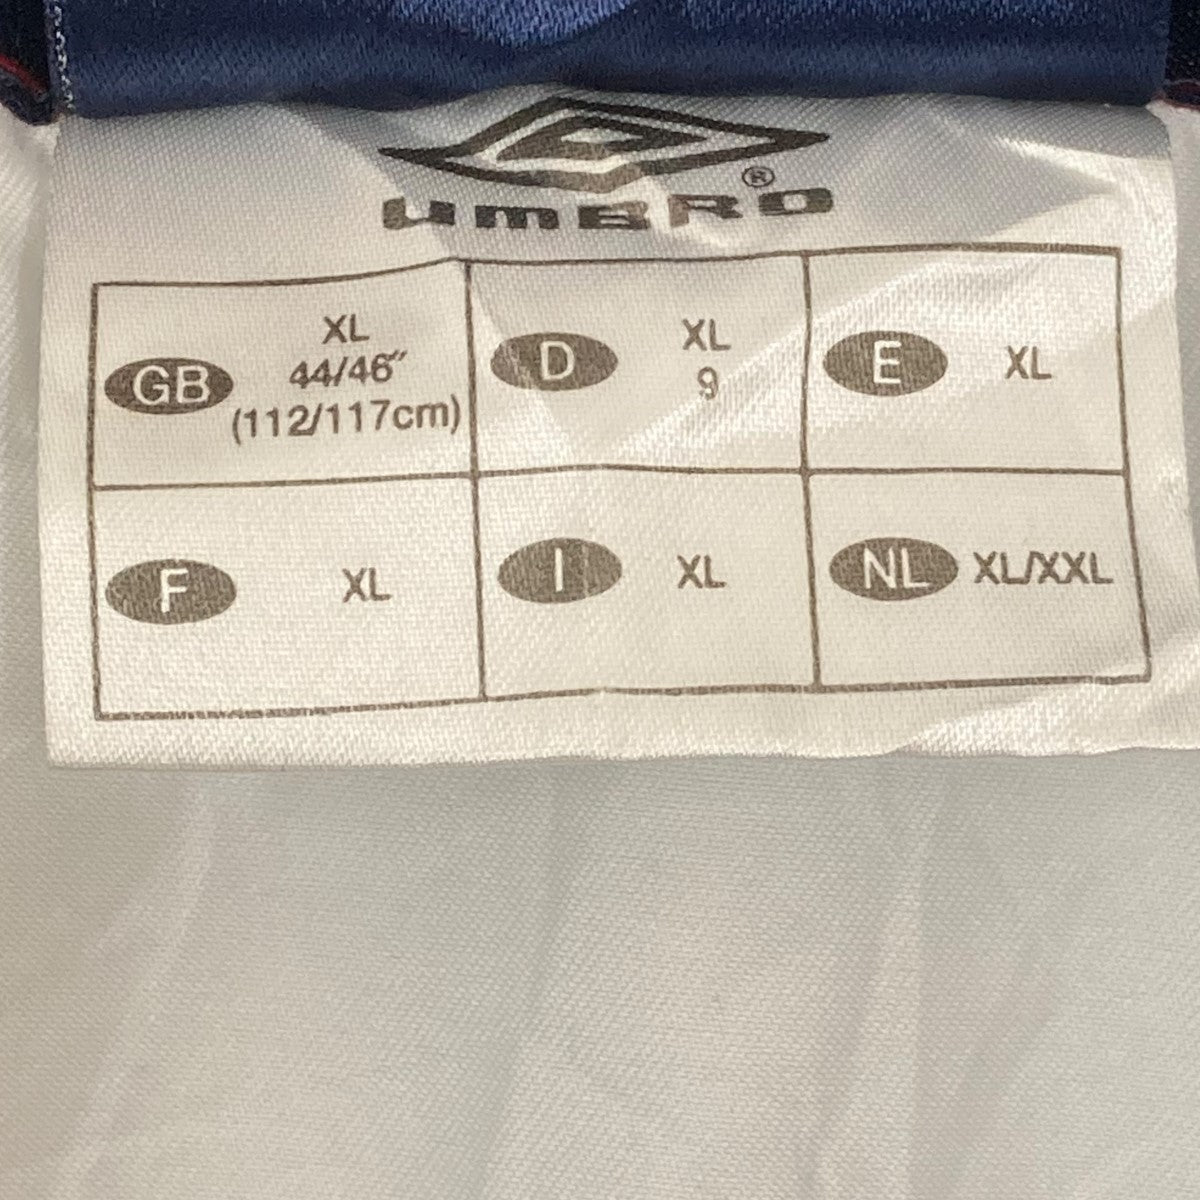 UMBRO®
GB XL
44/46"
(112/117cm)
D XL
9
E XL
F XL
I XL
NL XL/XXL